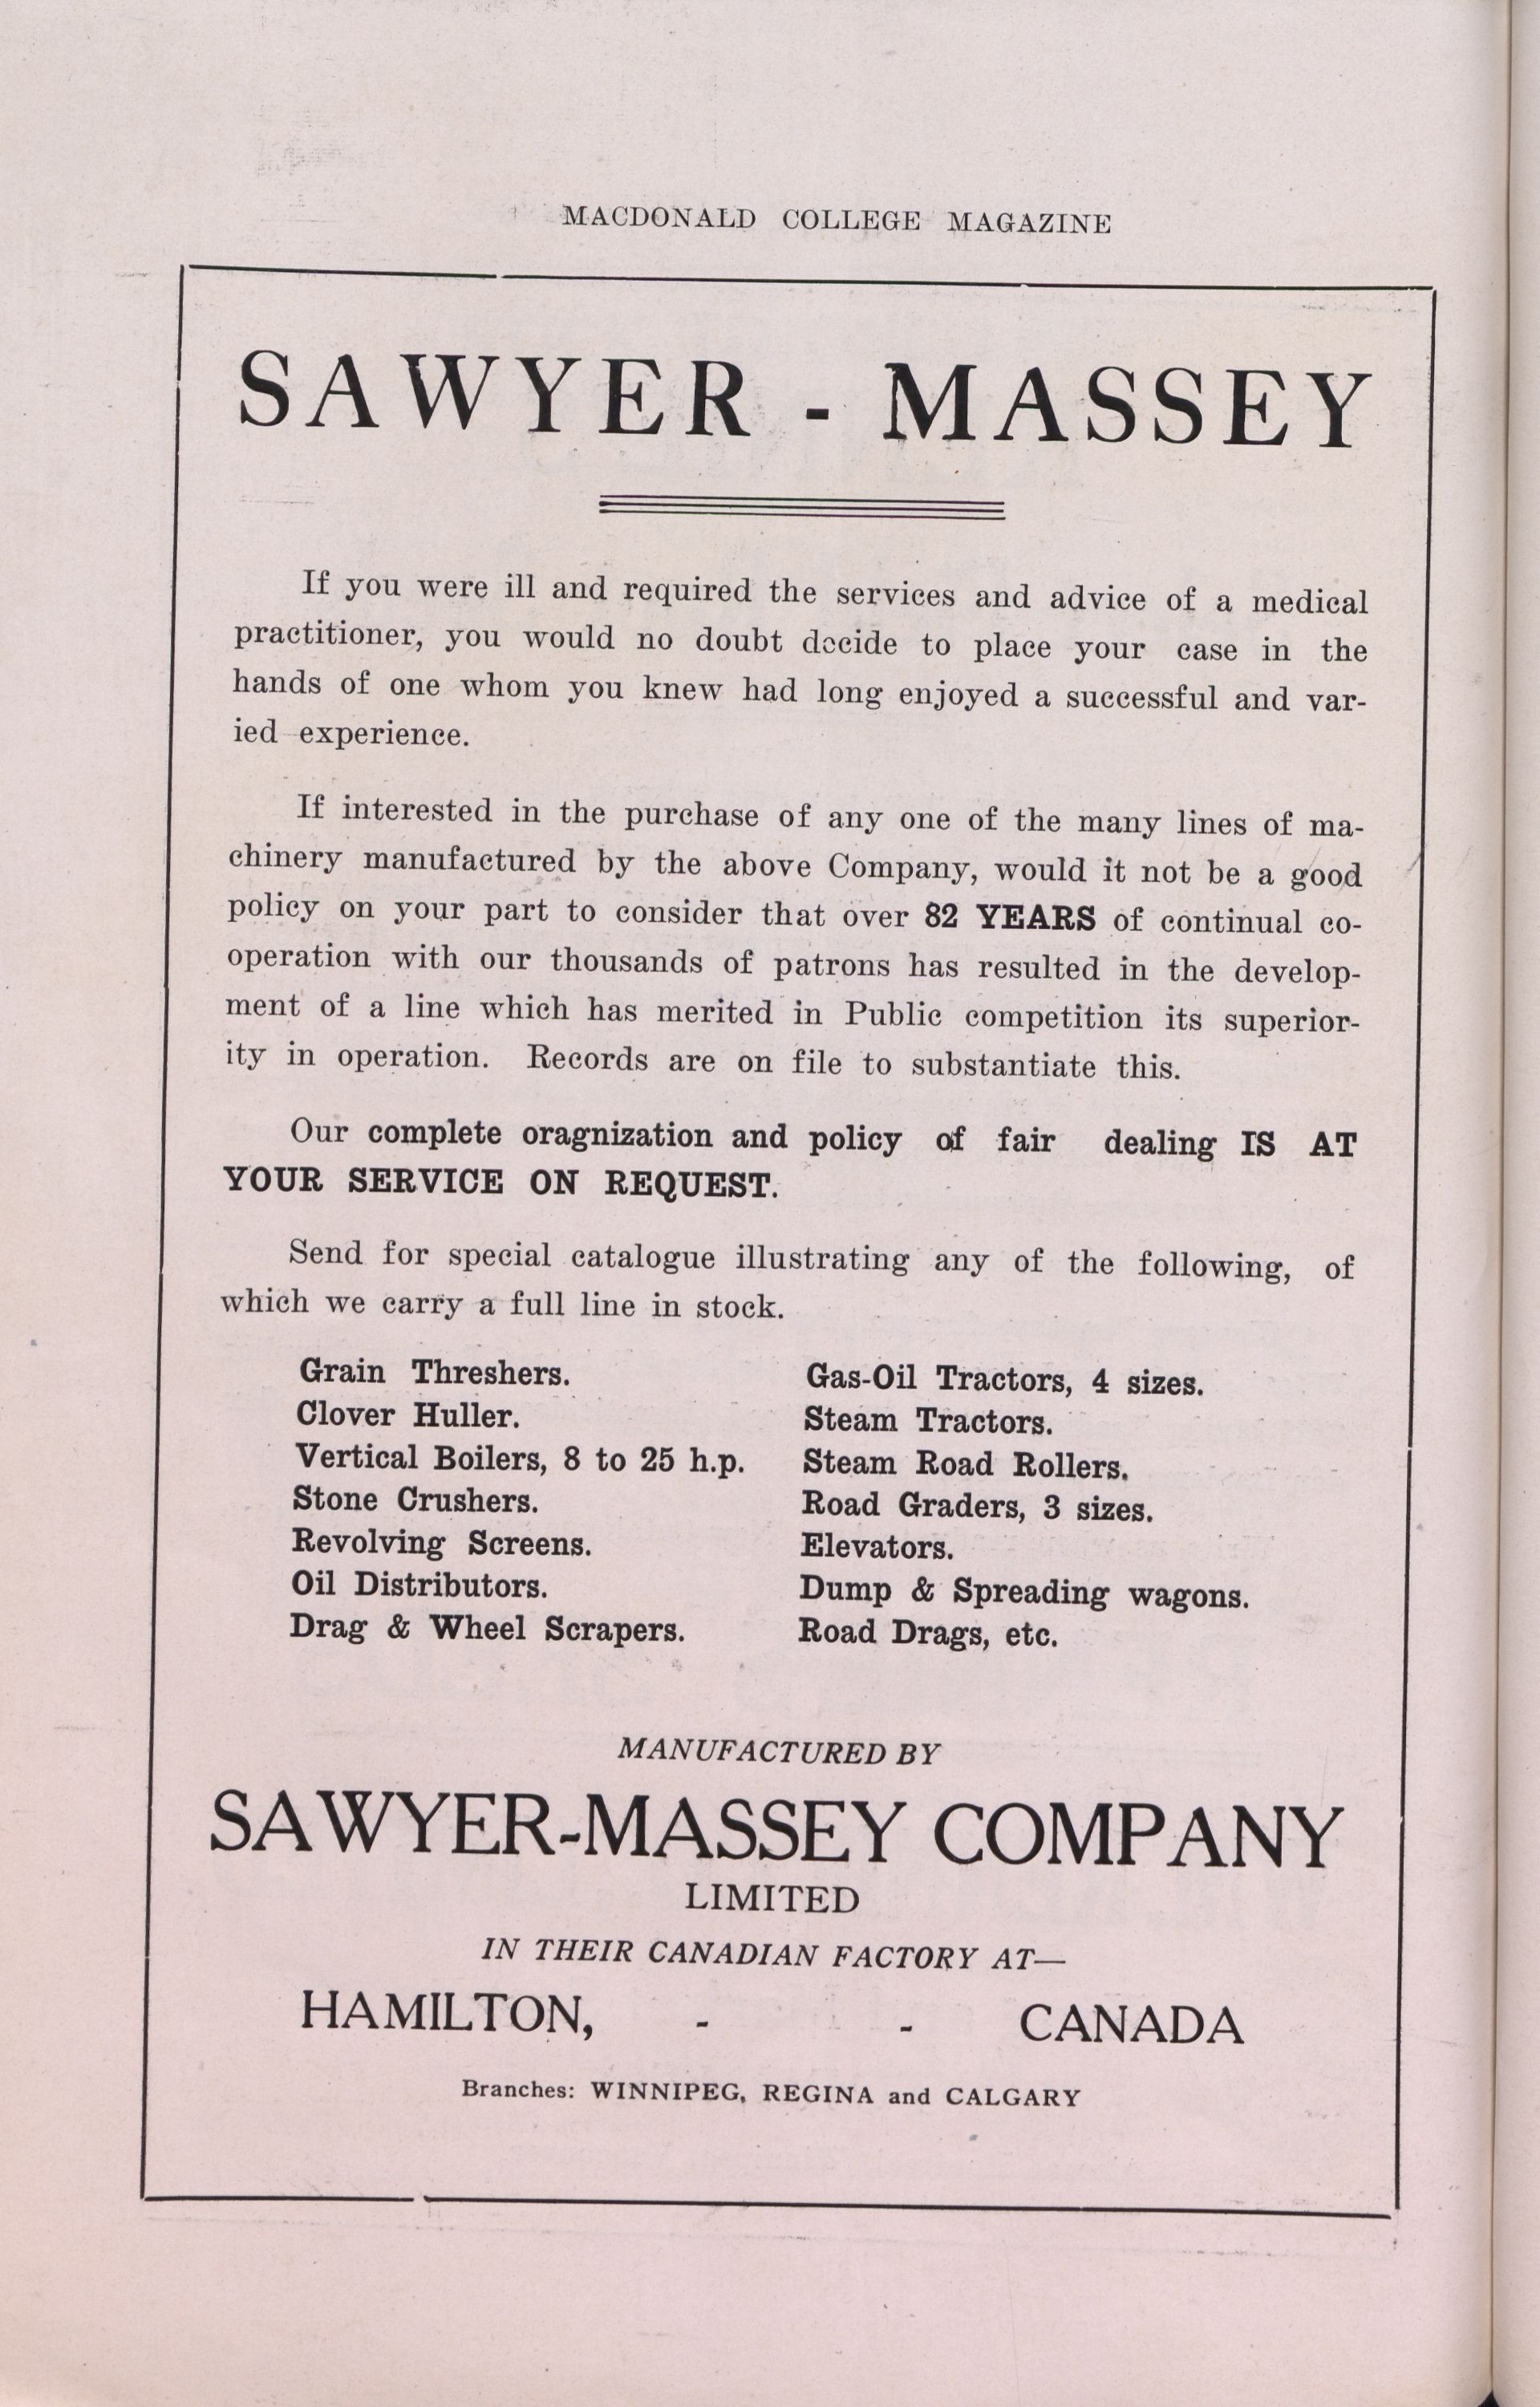 MACDONALD COLLEGE MAGAZINE
SAWYER - MASSEY
If you were ill and required the services and advice of a medical
practitioner, you would no doubt decide to place your case in the
hands of one whom you knew had long enjoyed a successful and var-
ied experience.
If interested in the purchase of any one of the many lines of ma-
chinery manufactured by the above Company, would it not be a good
policy on your part to consider that over 82 YEARS of continual co-
operation with our thousands of patrons has resulted in the develop-
ment of a line which has merited in Public competition its superior-
ity in operation. Records are on file to substantiate this.
Our complete oragnization and policy of fair dealing IS AT
YOUR SERVICE ON REQUEST.
Send for special catalogue illustrating any of the following, of
which we carry a full line in stock.
Grain Threshers.
Clover Huller.
Vertical Boilers, 8 to 25 h.p.
Stone Crushers.
Revolving Screens.
Oil Distributors.
Drag & Wheel Scrapers.
Gas-Oil Tractors, 4 sizes.
Steam Tractors.
Steam Road Rollers.
Road Graders, 3 sizes.
Elevators.
Dump & Spreading wagons.
Road Drags, etc.
MANUFACTURED BY
SAWYER-MASSEY COMPANY
LIMITED
IN THEIR CANADIAN FACTORY AT—
HAMILTON, - - CANADA
Branches: WINNIPEG, REGINA and CALGARY